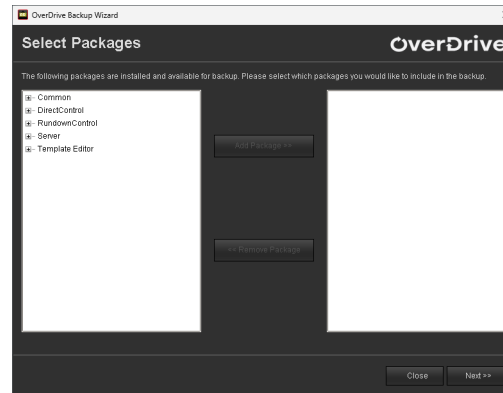 OverDrive Backup Wizard
Select Packages
OverDrive
The following packages are installed and available for backup. Please select which packages you would like to include in the backup.
Common
DirectControl
RundownControl
Server
Template Editor
Add Package >>
<< Remove Package
Close
Next >>